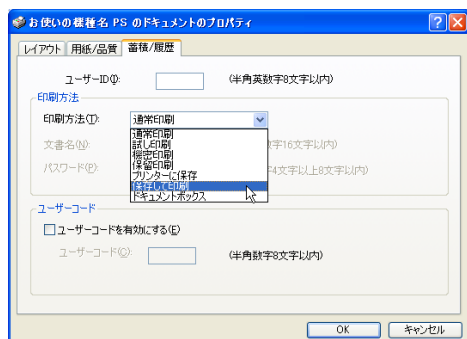 お使いの機種名 PS のドキュメントのプロパティ
レイアウト 用紙/品質 蓄積/履歴
ユーザーID(I): (半角英数字8文字以内)
印刷方法
印刷方法(T): 通常印刷
通常印刷
文書名(N): 試し印刷 数字16文字以内)
機密印刷
保留印刷
パスワード(P): プリンターに保存 字4文字以上8文字以内)
保存して印刷
ドキュメントボックス
ユーザーコード
ユーザーコードを有効にする(E)
ユーザーコード(C): (半角数字8文字以内)
OK キャンセル